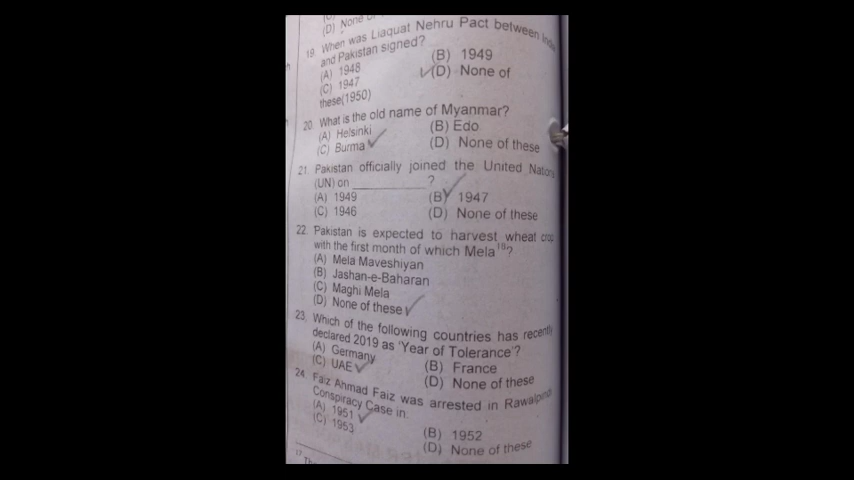 (D) None of
19. When was Liaquat Nehru Pact between India
and Pakistan signed?
(A) 1948 (B) 1949
(C) 1947 (D) None of
these(1950)
20. What is the old name of Myanmar?
(A) Helsinki (B) Edo
(C) Burma (D) None of these
21. Pakistan officially joined the United Nations
(UN) on ____________ ?
(A) 1949 (B) 1947
(C) 1946 (D) None of these
22. Pakistan is expected to harvest wheat crop
with the first month of which Mela¹⁸?
(A) Mela Maveshiyan
(B) Jashan-e-Baharan
(C) Maghi Mela
(D) None of these
23. Which of the following countries has recently
declared 2019 as 'Year of Tolerance'?
(A) Germany (B) France
(C) UAE (D) None of these
24. Faiz Ahmad Faiz was arrested in Rawalpindi
Conspiracy Case in:
(A) 1951 (B) 1952
(C) 1953 (D) None of these
17